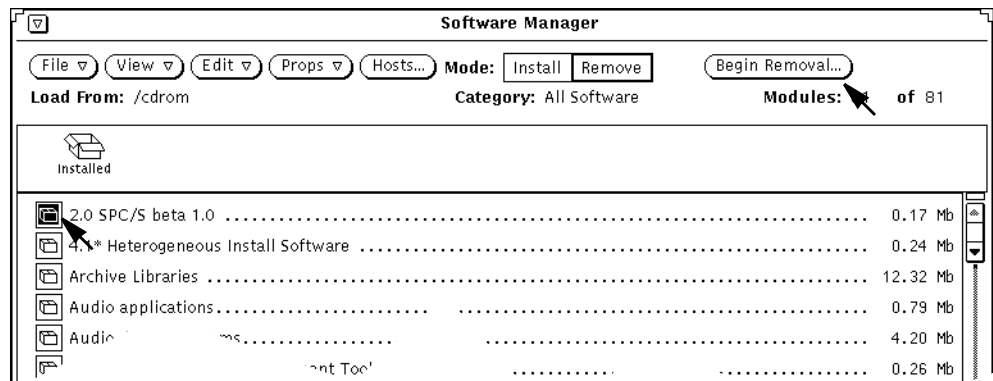 Software Manager
File View Edit Props Hosts... Mode: Install Remove Begin Removal...
Load From: /cdrom Category: All Software Modules: of 81
Installed
2.0 SPC/S beta 1.0 0.17 Mb
4.1* Heterogeneous Install Software 0.24 Mb
Archive Libraries 12.32 Mb
Audio applications 0.79 Mb
Audio 4.20 Mb
0.26 Mb